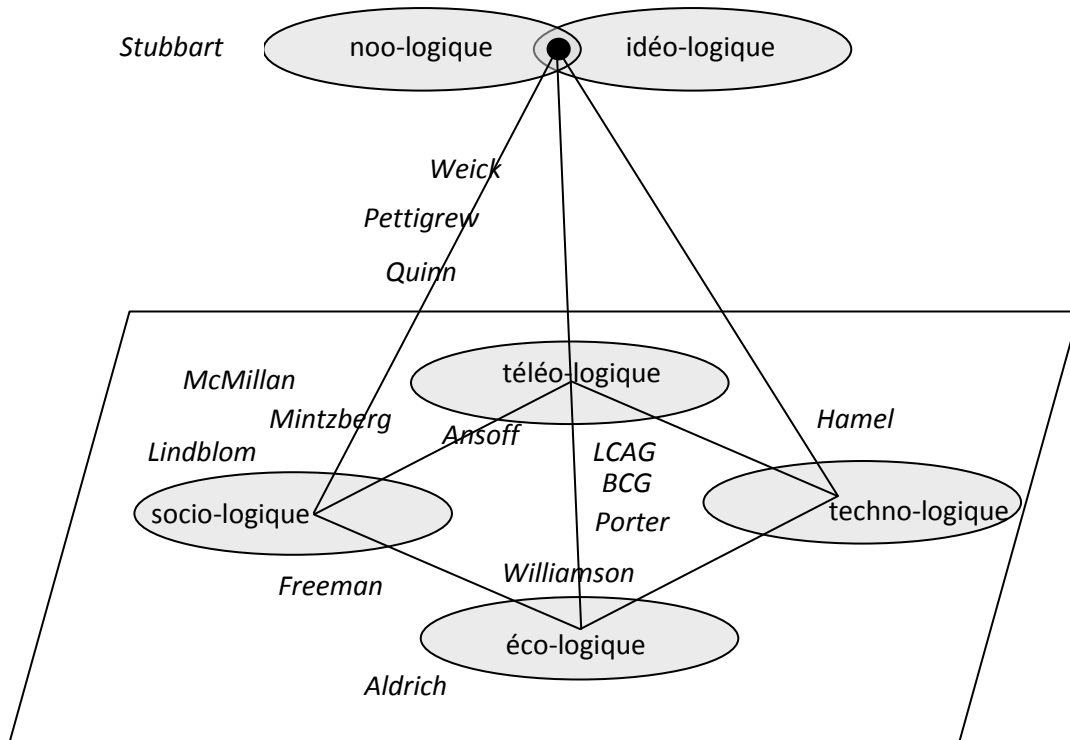 Stubbart
noo-logique
idéo-logique
Weick
Pettigrew
Quinn
téléo-logique
McMillan
Mintzberg
Hamel
Ansoff
Lindblom
LCAG
BCG
socio-logique
techno-logique
Porter
Freeman
Williamson
éco-logique
Aldrich